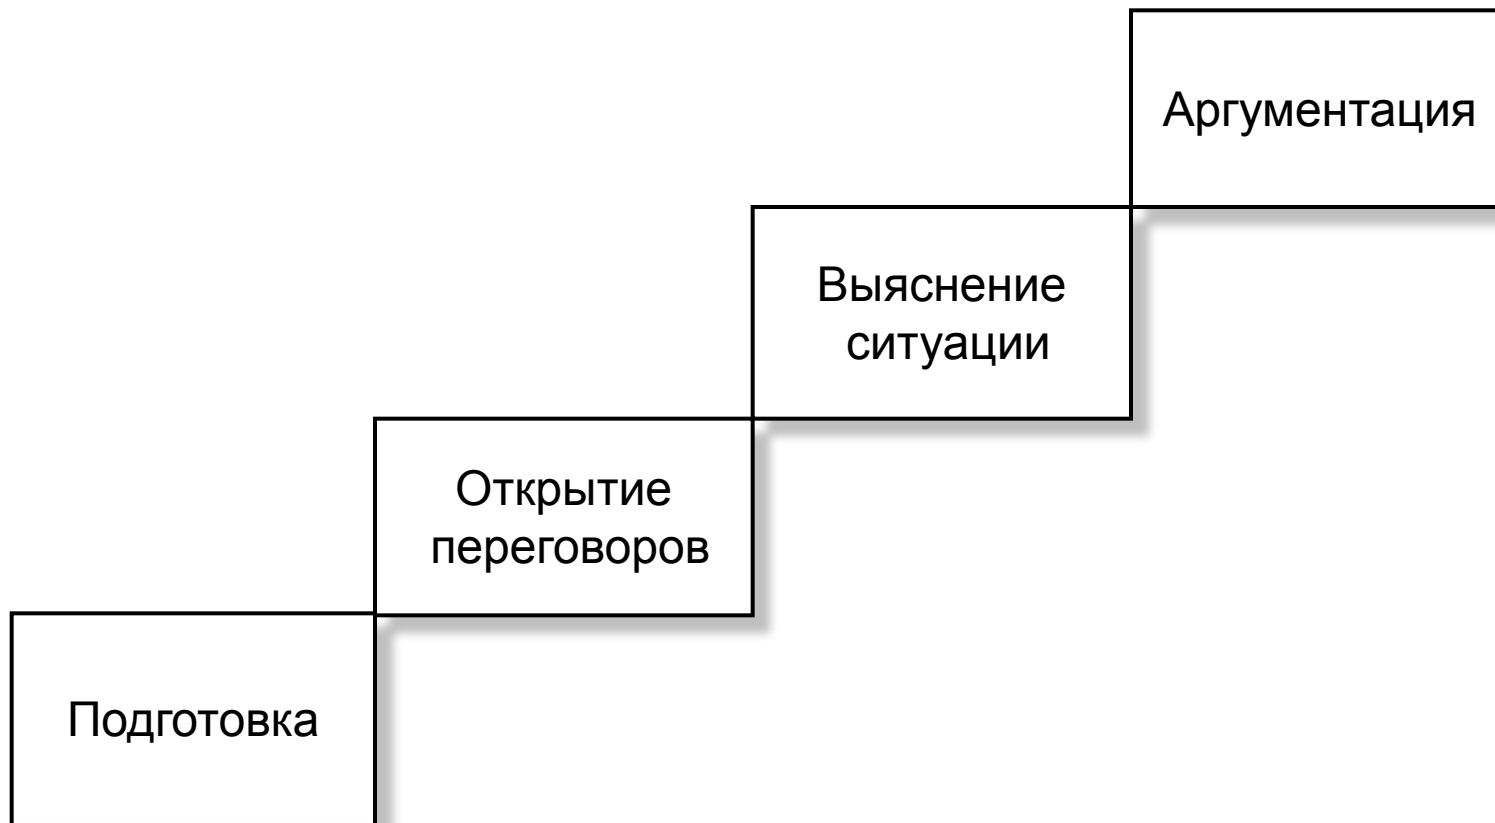 Аргументация
Выяснение
ситуации
Открытие
переговоров
Подготовка